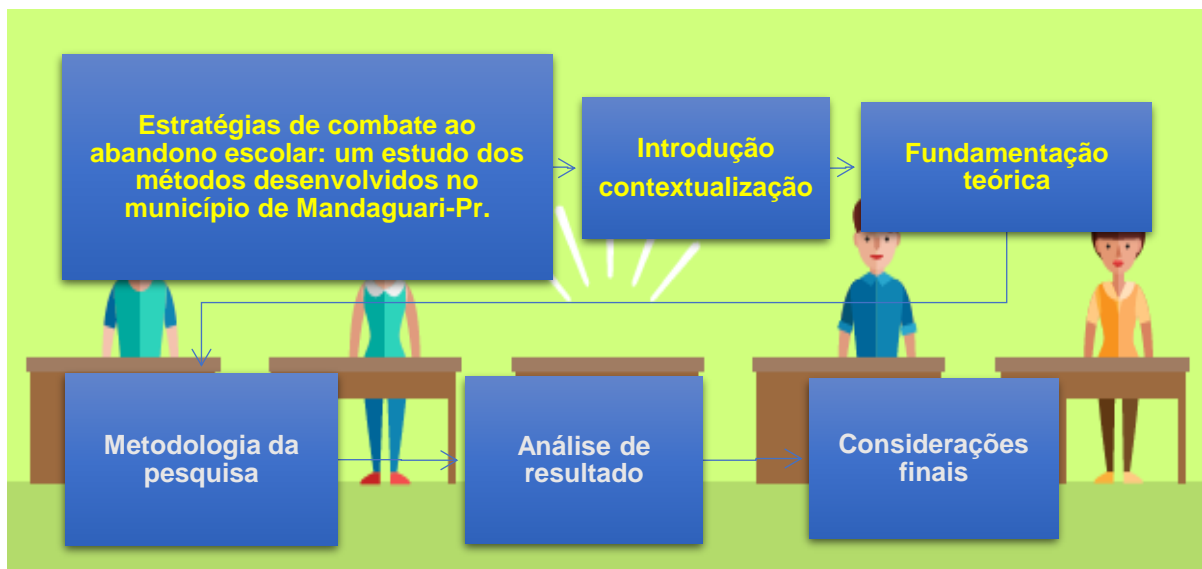 Estratégias de combate ao
abandono escolar: um estudo dos
métodos desenvolvidos no
município de Mandaguari-Pr.
Introdução
contextualização
Fundamentação
teórica
Metodologia da
pesquisa
Análise de
resultado
Considerações
finais